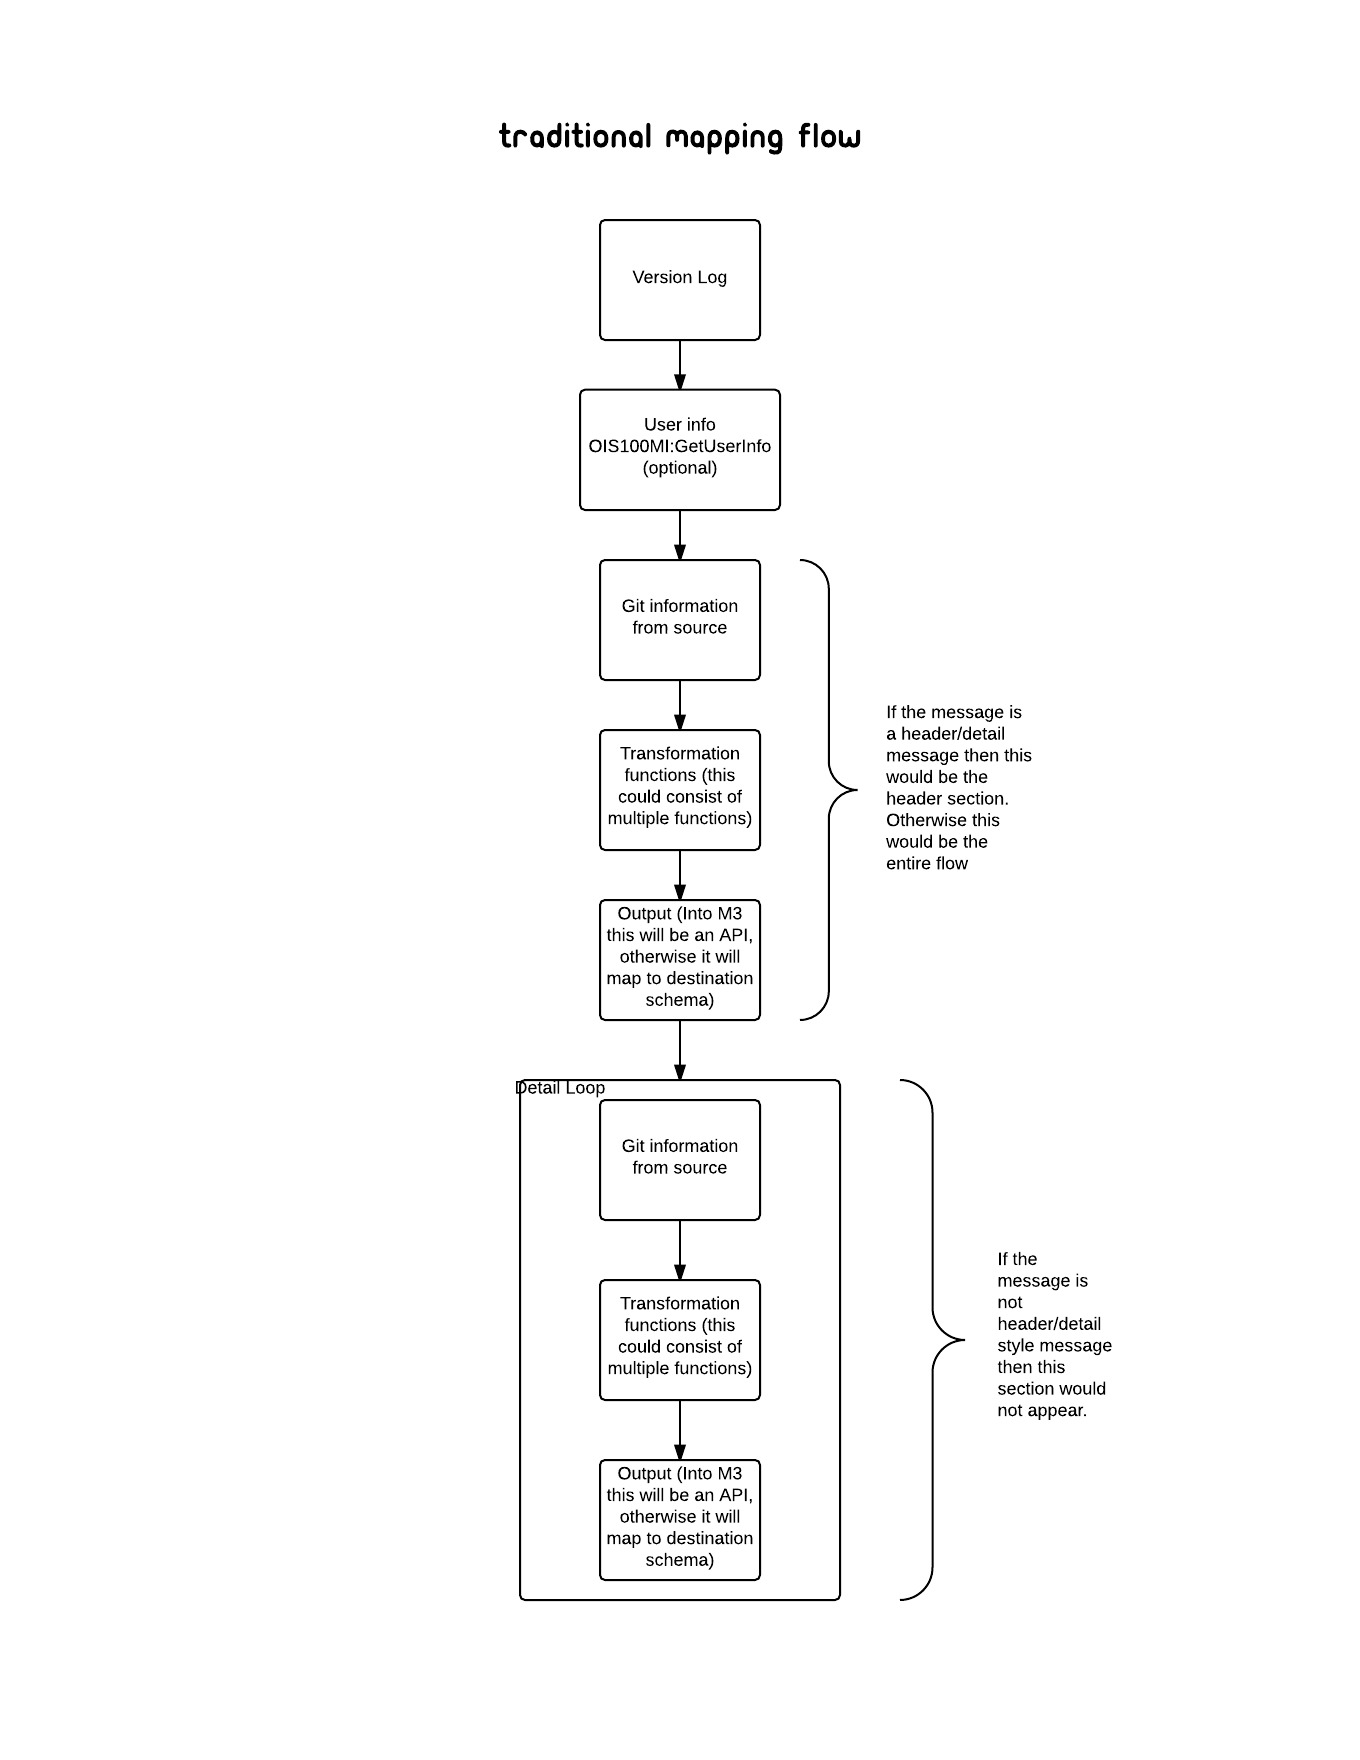 traditional mapping flow
Version Log
User info
OIS100MI:GetUserInfo
(optional)
Git information
from source
Transformation
functions (this
could consist of
multiple functions)
Output (Into M3
this will be an API,
otherwise it will
map to destination
schema)
If the message is
a header/detail
message then this
would be the
header section.
Otherwise this
would be the
entire flow
Detail Loop
Git information
from source
Transformation
functions (this
could consist of
multiple functions)
Output (Into M3
this will be an API,
otherwise it will
map to destination
schema)
If the
message is
not
header/detail
style message
then this
section would
not appear.